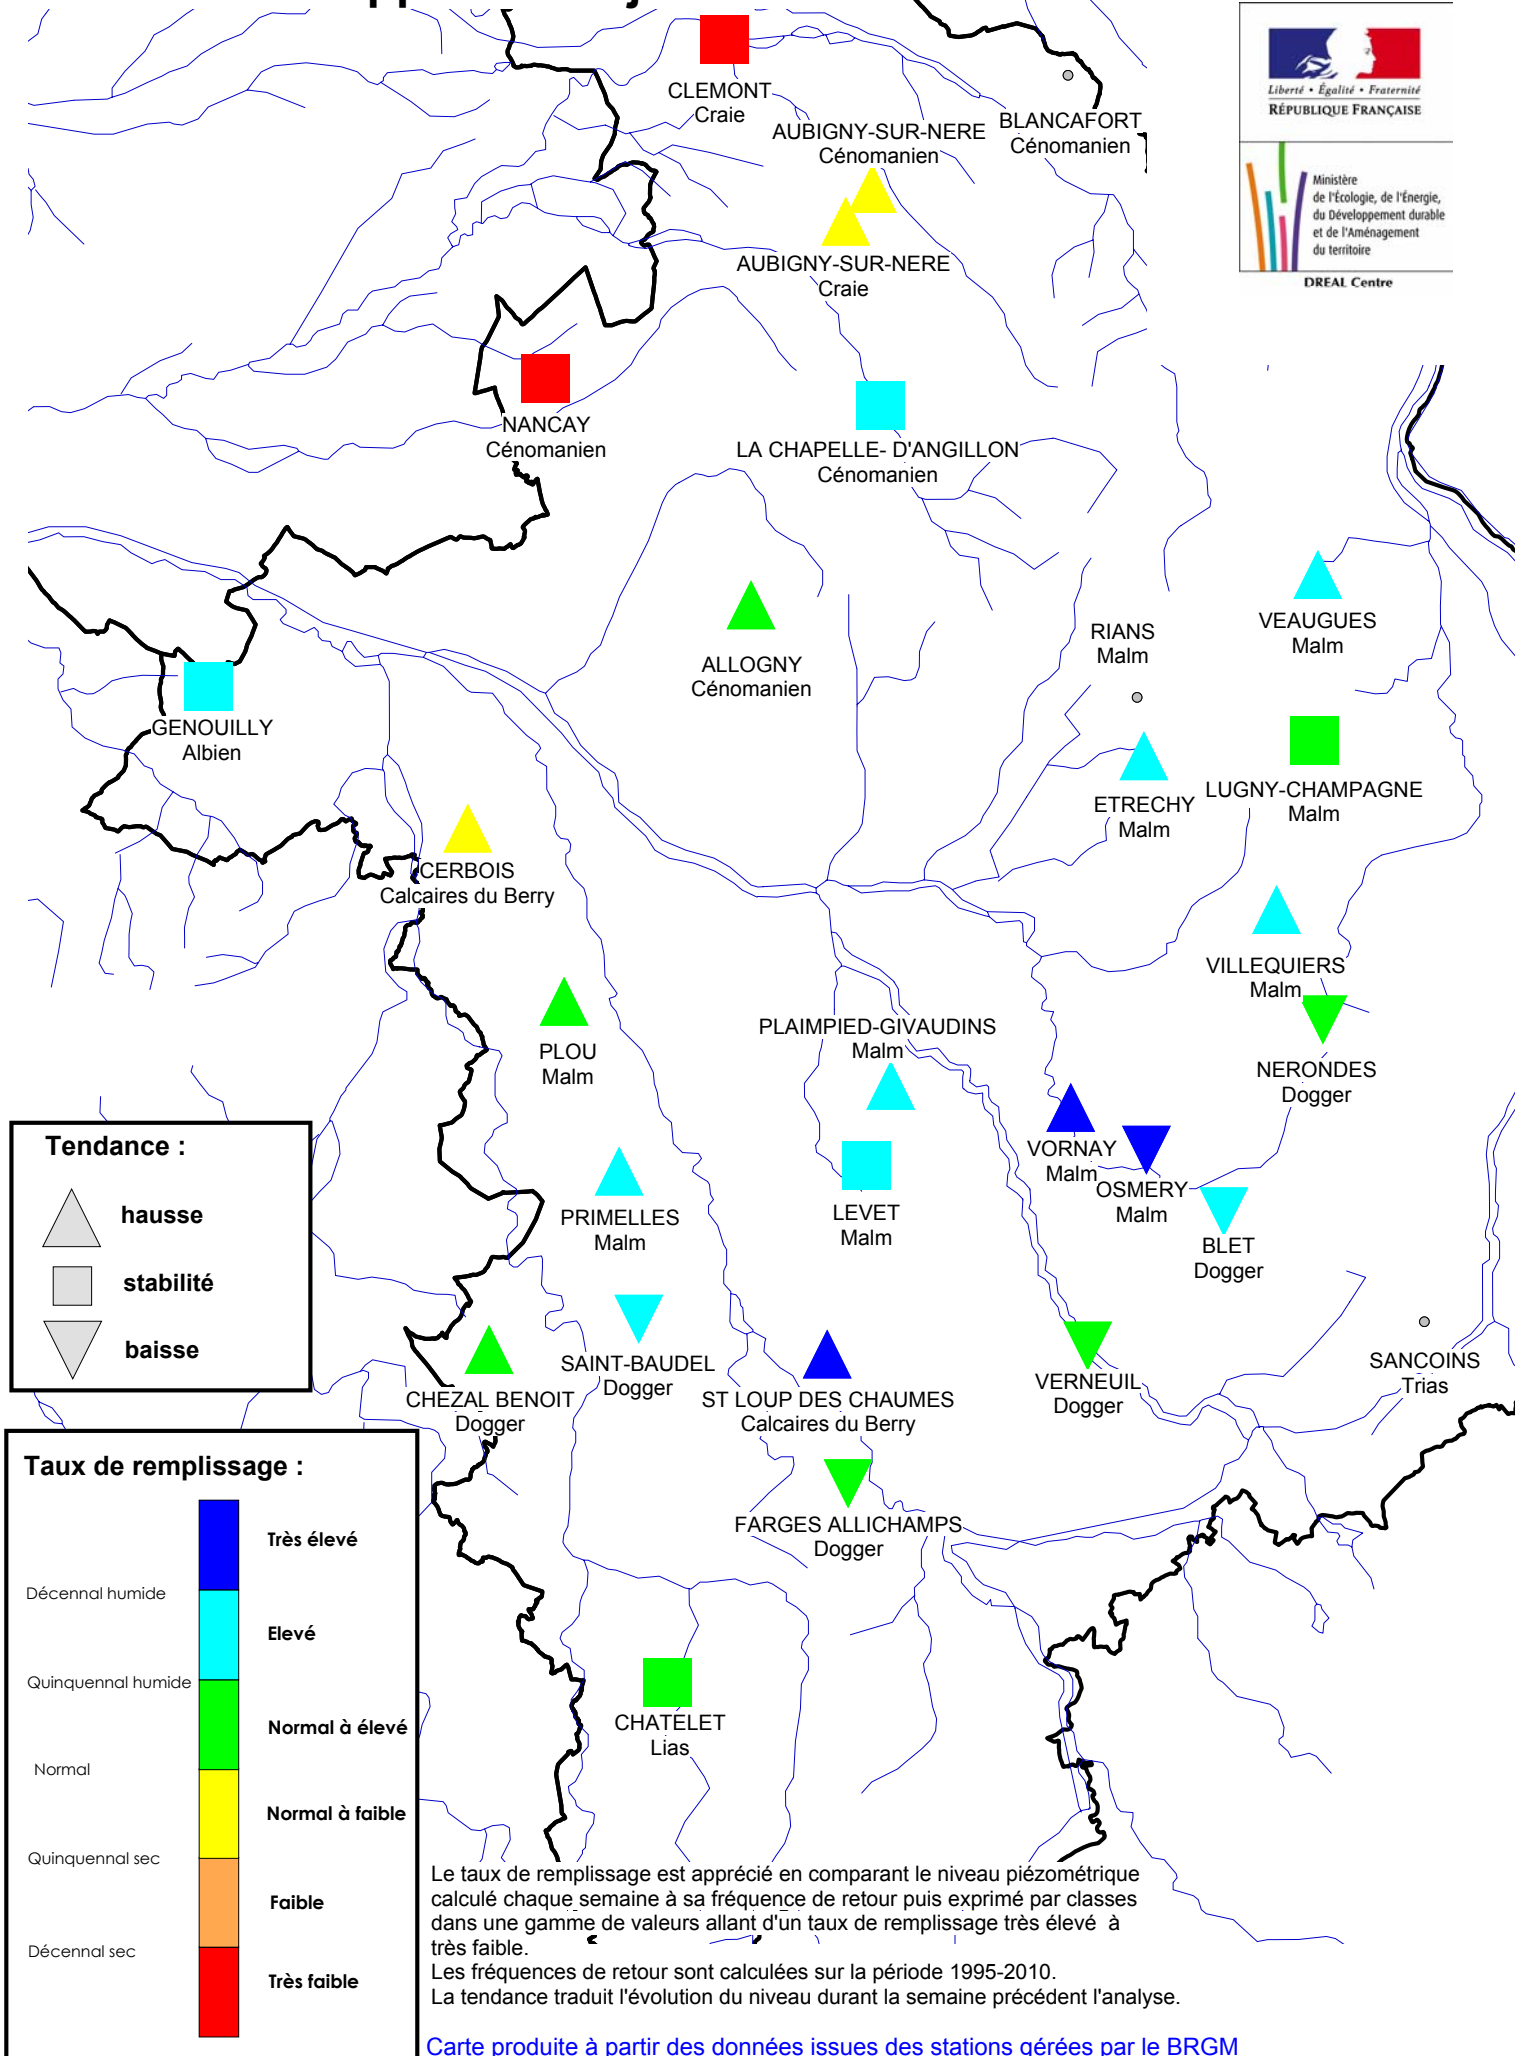 Liberté • Égalité • Fraternité
RÉPUBLIQUE FRANÇAISE
Ministère
de l'Écologie, de l'Énergie,
du Développement durable
et de l'Aménagement
du territoire
DREAL Centre
CLEMONT
Craie
AUBIGNY-SUR-NERE
Cénomanien
BLANCAFORT
Cénomanien
AUBIGNY-SUR-NERE
Craie
NANCAY
Cénomanien
LA CHAPELLE- D'ANGILLON
Cénomanien
ALLOGNY
Cénomanien
RIANS
Malm
VEAUGUES
Malm
GENOUILLY
Albien
ETRECHY
Malm
LUGNY-CHAMPAGNE
Malm
CERBOIS
Calcaires du Berry
VILLEQUIERS
Malm
PLOU
Malm
PLAIMPIED-GIVAUDINS
Malm
NERONDES
Dogger
VORNAY
Malm
OSMERY
Malm
PRIMELLES
Malm
LEVET
Malm
BLET
Dogger
SAINT-BAUDEL
Dogger
CHEZAL BENOIT
Dogger
ST LOUP DES CHAUMES
Calcaires du Berry
VERNEUIL
Dogger
SANCOINS
Trias
FARGES ALLICHAMPS
Dogger
CHATELET
Lias
Tendance :
hausse
stabilité
baisse
Taux de remplissage :
Très élevé
Décennal humide
Elevé
Quinquennal humide
Normal à élevé
Normal
Normal à faible
Quinquennal sec
Faible
Décennal sec
Très faible
Le taux de remplissage est apprécié en comparant le niveau piézométrique
calculé chaque semaine à sa fréquence de retour puis exprimé par classes
dans une gamme de valeurs allant d'un taux de remplissage très élevé à
très faible.
Les fréquences de retour sont calculées sur la période 1995-2010.
La tendance traduit l'évolution du niveau durant la semaine précédent l'analyse.
Carte produite à partir des données issues des stations gérées par le BRGM